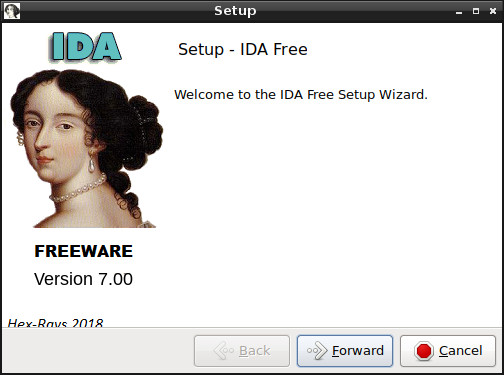 Setup
IDA
Setup - IDA Free
Welcome to the IDA Free Setup Wizard.
FREEWARE
Version 7.00
Hex-Rays 2018
Back
Forward
Cancel